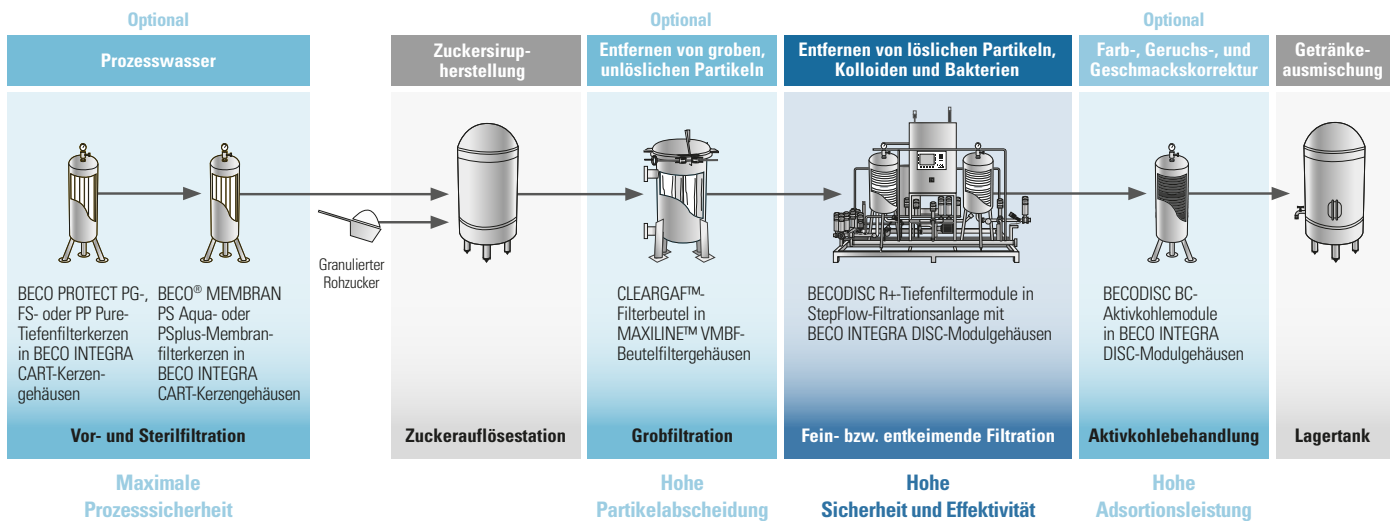 Optional
Optional
Optional
Prozesswasser
Zuckersirup-
herstellung
Entfernen von groben,
unlöslichen Partikeln
Entfernen von löslichen Partikeln,
Kolloiden und Bakterien
Farb-, Geruchs-, und
Geschmackskorrektur
Getränke-
ausmischung
Granulierter
Rohzucker
BECO PROTECT PG-,
FS- oder PP Pure-
Tiefenfilterkerzen
in BECO INTEGRA
CART-Kerzen-
gehäusen
BECO® MEMBRAN
PS Aqua- oder
PSplus-Membran-
filterkerzen in
BECO INTEGRA
CART-Kerzengehäusen
CLEARGAF™-
Filterbeutel in
MAXILINE™ VMBF-
Beutelfiltergehäusen
BECODISC R+-Tiefenfiltermodule in
StepFlow-Filtrationsanlage mit
BECO INTEGRA DISC-Modulgehäusen
BECODISC BC-
Aktivkohlemodule
in BECO INTEGRA
DISC-Modulgehäusen
Vor- und Sterilfiltration
Zuckerauflösestation
Grobfiltration
Fein- bzw. entkeimende Filtration
Aktivkohlebehandlung
Lagertank
Maximale
Prozesssicherheit
Hohe
Partikelabscheidung
Hohe
Sicherheit und Effektivität
Hohe
Adsortionsleistung